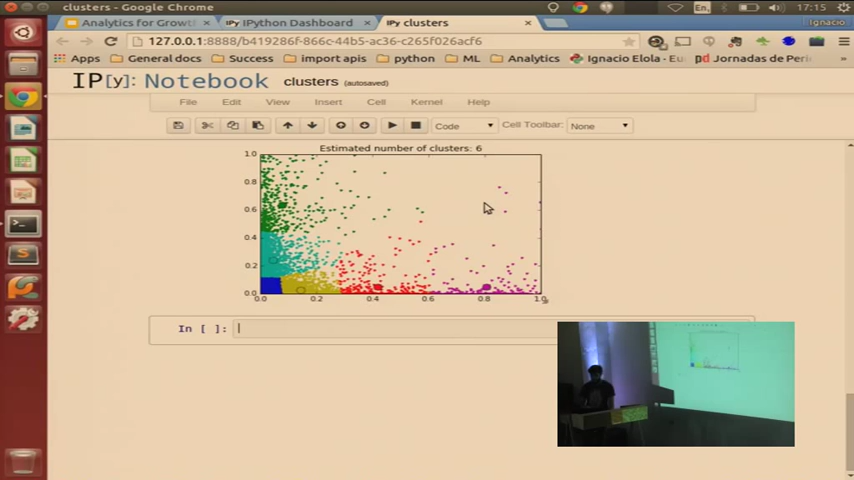 clusters - Google Chrome
En
17:15
Analytics for Growth
IPy IPython Dashboard
IPy clusters
Ignacio
127.0.0.1:8888/b419286f-866c-44b5-ac36-c265f026acf6
Apps
General docs
Success
import apis
python
ML
Analytics
Ignacio Elola - Eu
Jornadas de Peri
IP[y]: Notebook
clusters (autosaved)
File Edit View Insert Cell Kernel Help
Code
Cell Toolbar: None
Estimated number of clusters: 6
1.0
0.8
0.6
0.4
0.2
0.0
0.0 0.2 0.4 0.6 0.8 1.0
In [ ]: